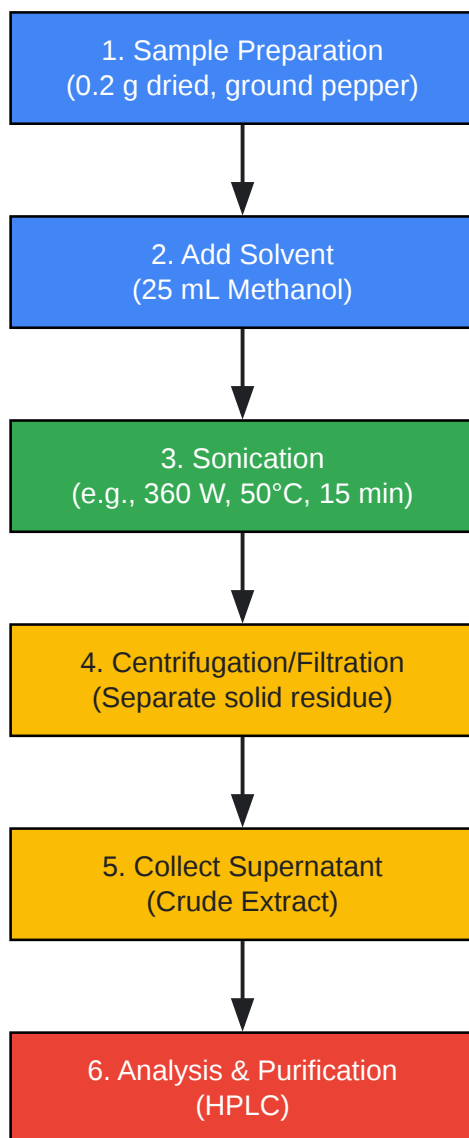 1. Sample Preparation
(0.2 g dried, ground pepper)
2. Add Solvent
(25 mL Methanol)
3. Sonication
(e.g., 360 W, 50°C, 15 min)
4. Centrifugation/Filtration
(Separate solid residue)
5. Collect Supernatant
(Crude Extract)
6. Analysis & Purification
(HPLC)